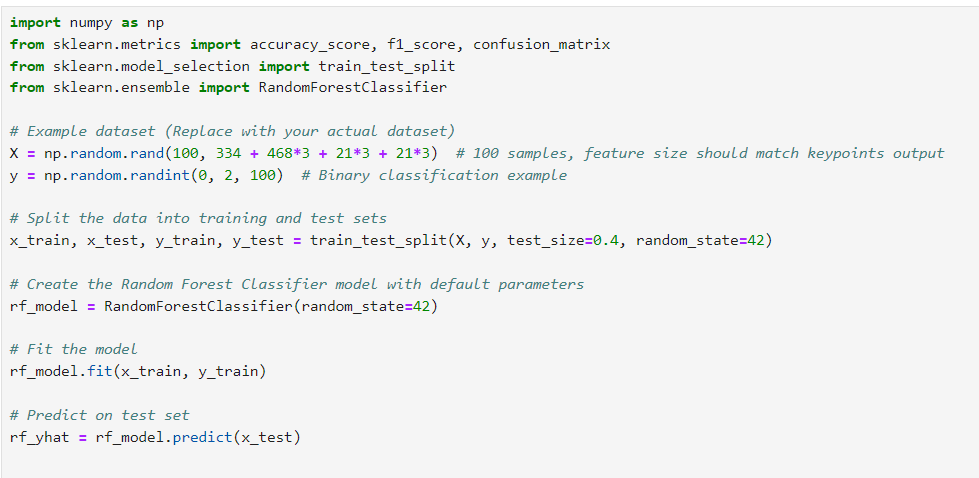 import numpy as np
from sklearn.metrics import accuracy_score, f1_score, confusion_matrix
from sklearn.model_selection import train_test_split
from sklearn.ensemble import RandomForestClassifier
# Example dataset (Replace with your actual dataset)
X = np.random.rand(100, 334 + 468*3 + 21*3 + 21*3)  # 100 samples, feature size should match keypoints output
y = np.random.randint(0, 2, 100)  # Binary classification example
# Split the data into training and test sets
x_train, x_test, y_train, y_test = train_test_split(X, y, test_size=0.4, random_state=42)
# Create the Random Forest Classifier model with default parameters
rf_model = RandomForestClassifier(random_state=42)
# Fit the model
rf_model.fit(x_train, y_train)
# Predict on test set
rf_yhat = rf_model.predict(x_test)